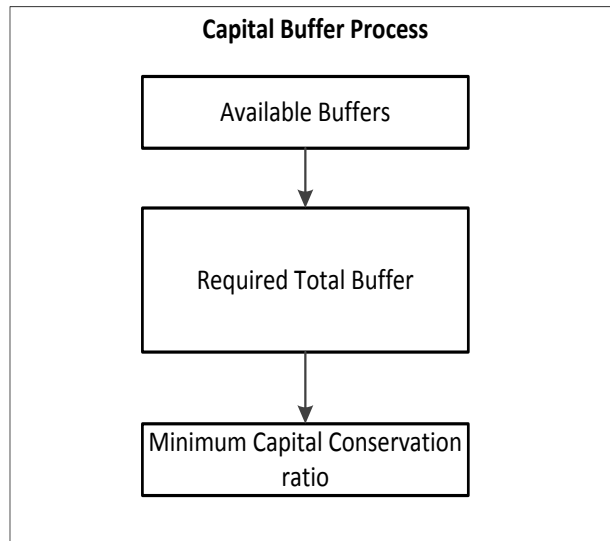 Capital Buffer Process
Available Buffers
Required Total Buffer
Minimum Capital Conservation
ratio